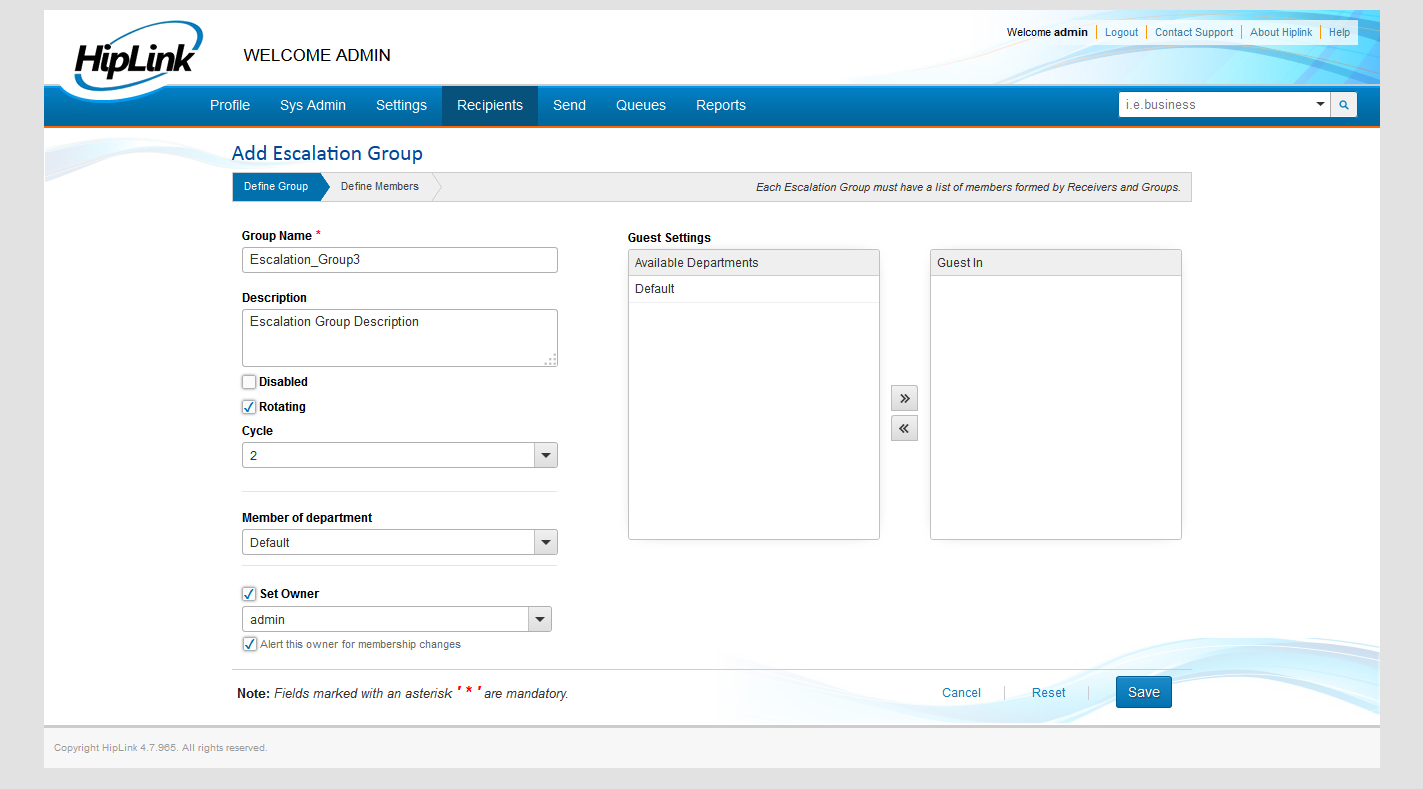 HipLink
WELCOME ADMIN
Welcome admin Logout Contact Support About Hiplink Help
Profile Sys Admin Settings Recipients Send Queues Reports
i.e.business
Add Escalation Group
Define Group Define Members
Each Escalation Group must have a list of members formed by Receivers and Groups.
Group Name *
Escalation_Group3
Description
Escalation Group Description
Disabled
Rotating
Cycle
2
Member of department
Default
Set Owner
admin
Alert this owner for membership changes
Guest Settings
Available Departments
Default
Guest In
Note: Fields marked with an asterisk ' * ' are mandatory.
Cancel Reset Save
Copyright HipLink 4.7.965. All rights reserved.